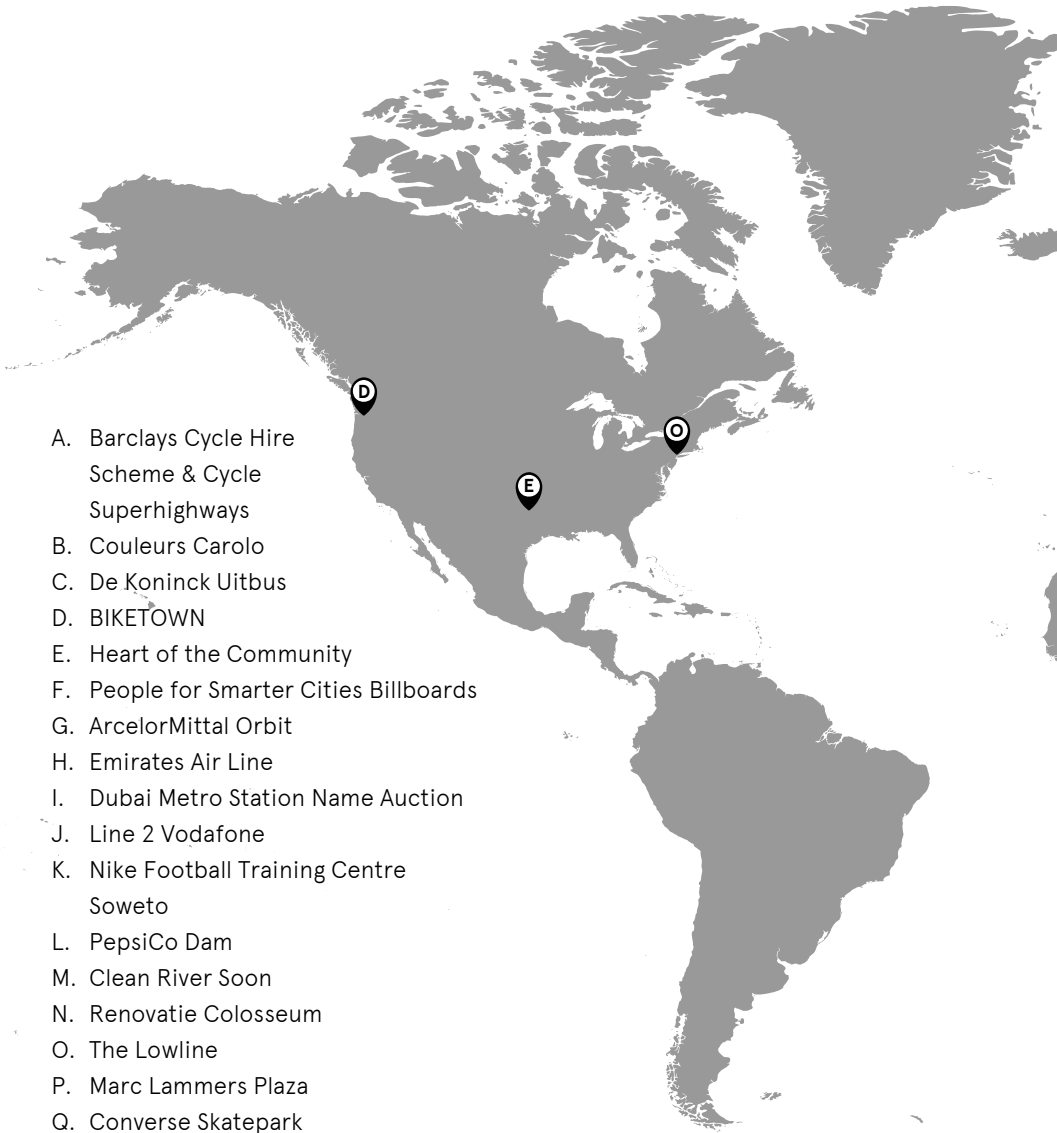 D
O
E
A. Barclays Cycle Hire
Scheme & Cycle
Superhighways
B. Couleurs Carolo
C. De Koninck Uitbus
D. BIKETOWN
E. Heart of the Community
F. People for Smarter Cities Billboards
G. ArcelorMittal Orbit
H. Emirates Air Line
I. Dubai Metro Station Name Auction
J. Line 2 Vodafone
K. Nike Football Training Centre
Soweto
L. PepsiCo Dam
M. Clean River Soon
N. Renovatie Colosseum
O. The Lowline
P. Marc Lammers Plaza
Q. Converse Skatepark